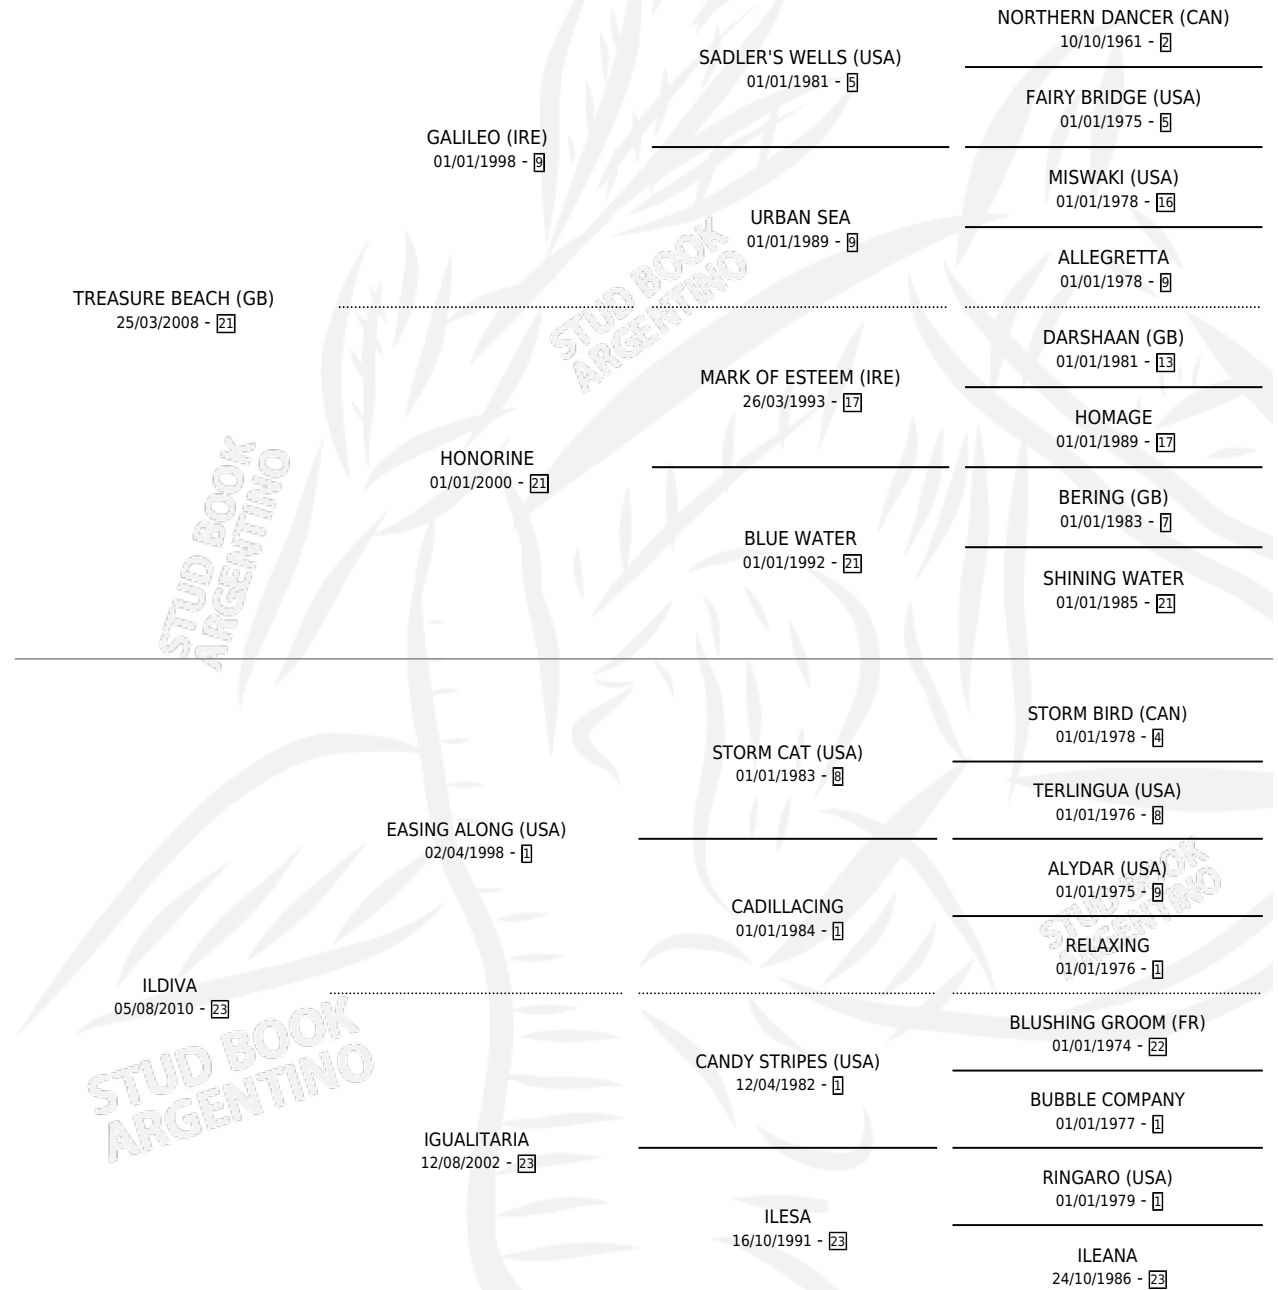 NORTHERN DANCER (CAN)
10/10/1961 - 2
SADLER'S WELLS (USA)
01/01/1981 - 5
FAIRY BRIDGE (USA)
01/01/1975 - 5
GALILEO (IRE)
01/01/1998 - 9
MISWAKI (USA)
01/01/1978 - 16
URBAN SEA
01/01/1989 - 9
ALLEGRETTA
01/01/1978 - 9
TREASURE BEACH (GB)
25/03/2008 - 21
STUD BOOK
ARGENTINO
DARSHAAN (GB)
01/01/1981 - 13
MARK OF ESTEEM (IRE)
26/03/1993 - 17
HOMAGE
01/01/1989 - 17
HONORINE
01/01/2000 - 21
BERING (GB)
01/01/1983 - 7
BLUE WATER
01/01/1992 - 21
SHINING WATER
01/01/1985 - 21
STUD BOOK
ARGENTINO
STORM BIRD (CAN)
01/01/1978 - 4
STORM CAT (USA)
01/01/1983 - 8
TERLINGUA (USA)
01/01/1976 - 8
EASING ALONG (USA)
02/04/1998 - 1
ALYDAR (USA)
01/01/1975 - 9
CADILLACING
01/01/1984 - 1
RELAXING
01/01/1976 - 1
STUD BOOK
ARGENTINO
ILDIVA
05/08/2010 - 23
BLUSHING GROOM (FR)
01/01/1974 - 22
CANDY STRIPES (USA)
12/04/1982 - 1
BUBBLE COMPANY
01/01/1977 - 1
STUD BOOK
ARGENTINO
IGUALITARIA
12/08/2002 - 23
RINGARO (USA)
01/01/1979 - 1
ILESA
16/10/1991 - 23
ILEANA
24/10/1986 - 23